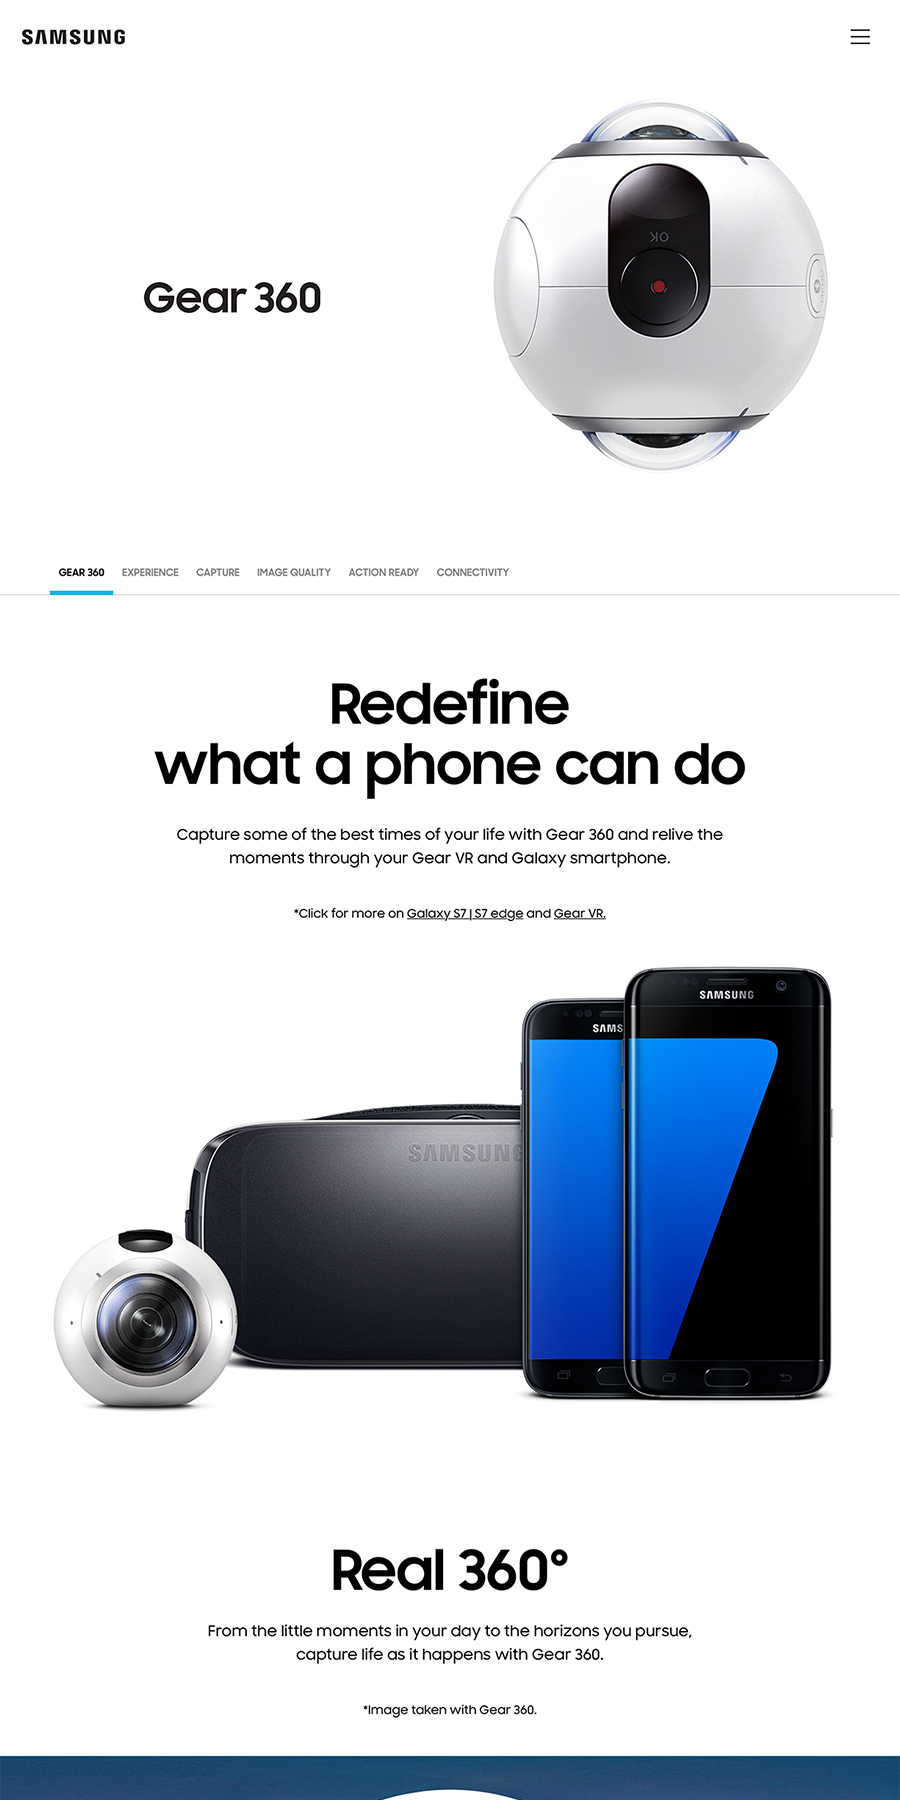 SAMSUNG
OK
Gear 360
GEAR 360 EXPERIENCE CAPTURE IMAGE QUALITY ACTION READY CONNECTIVITY
Redefine
what a phone can do
Capture some of the best times of your life with Gear 360 and relive the
moments through your Gear VR and Galaxy smartphone.
*Click for more on Galaxy S7 | S7 edge and Gear VR.
SAMSUNG
SAMS
SAMSUNG
Real 360°
From the little moments in your day to the horizons you pursue,
capture life as it happens with Gear 360.
*Image taken with Gear 360.